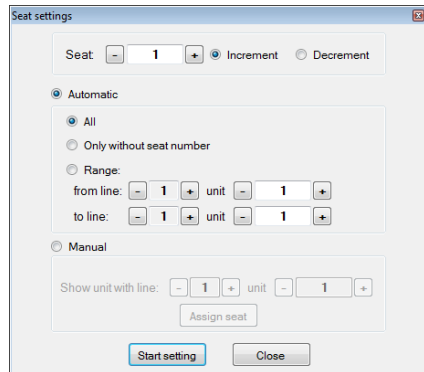 Seat settings
Seat: - 1 + Increment Decrement
Automatic
All
Only without seat number
Range:
from line: - 1 + unit - 1 +
to line: - 1 + unit - 1 +
Manual
Show unit with line: - 1 + unit - 1 +
Assign seat
Start setting Close